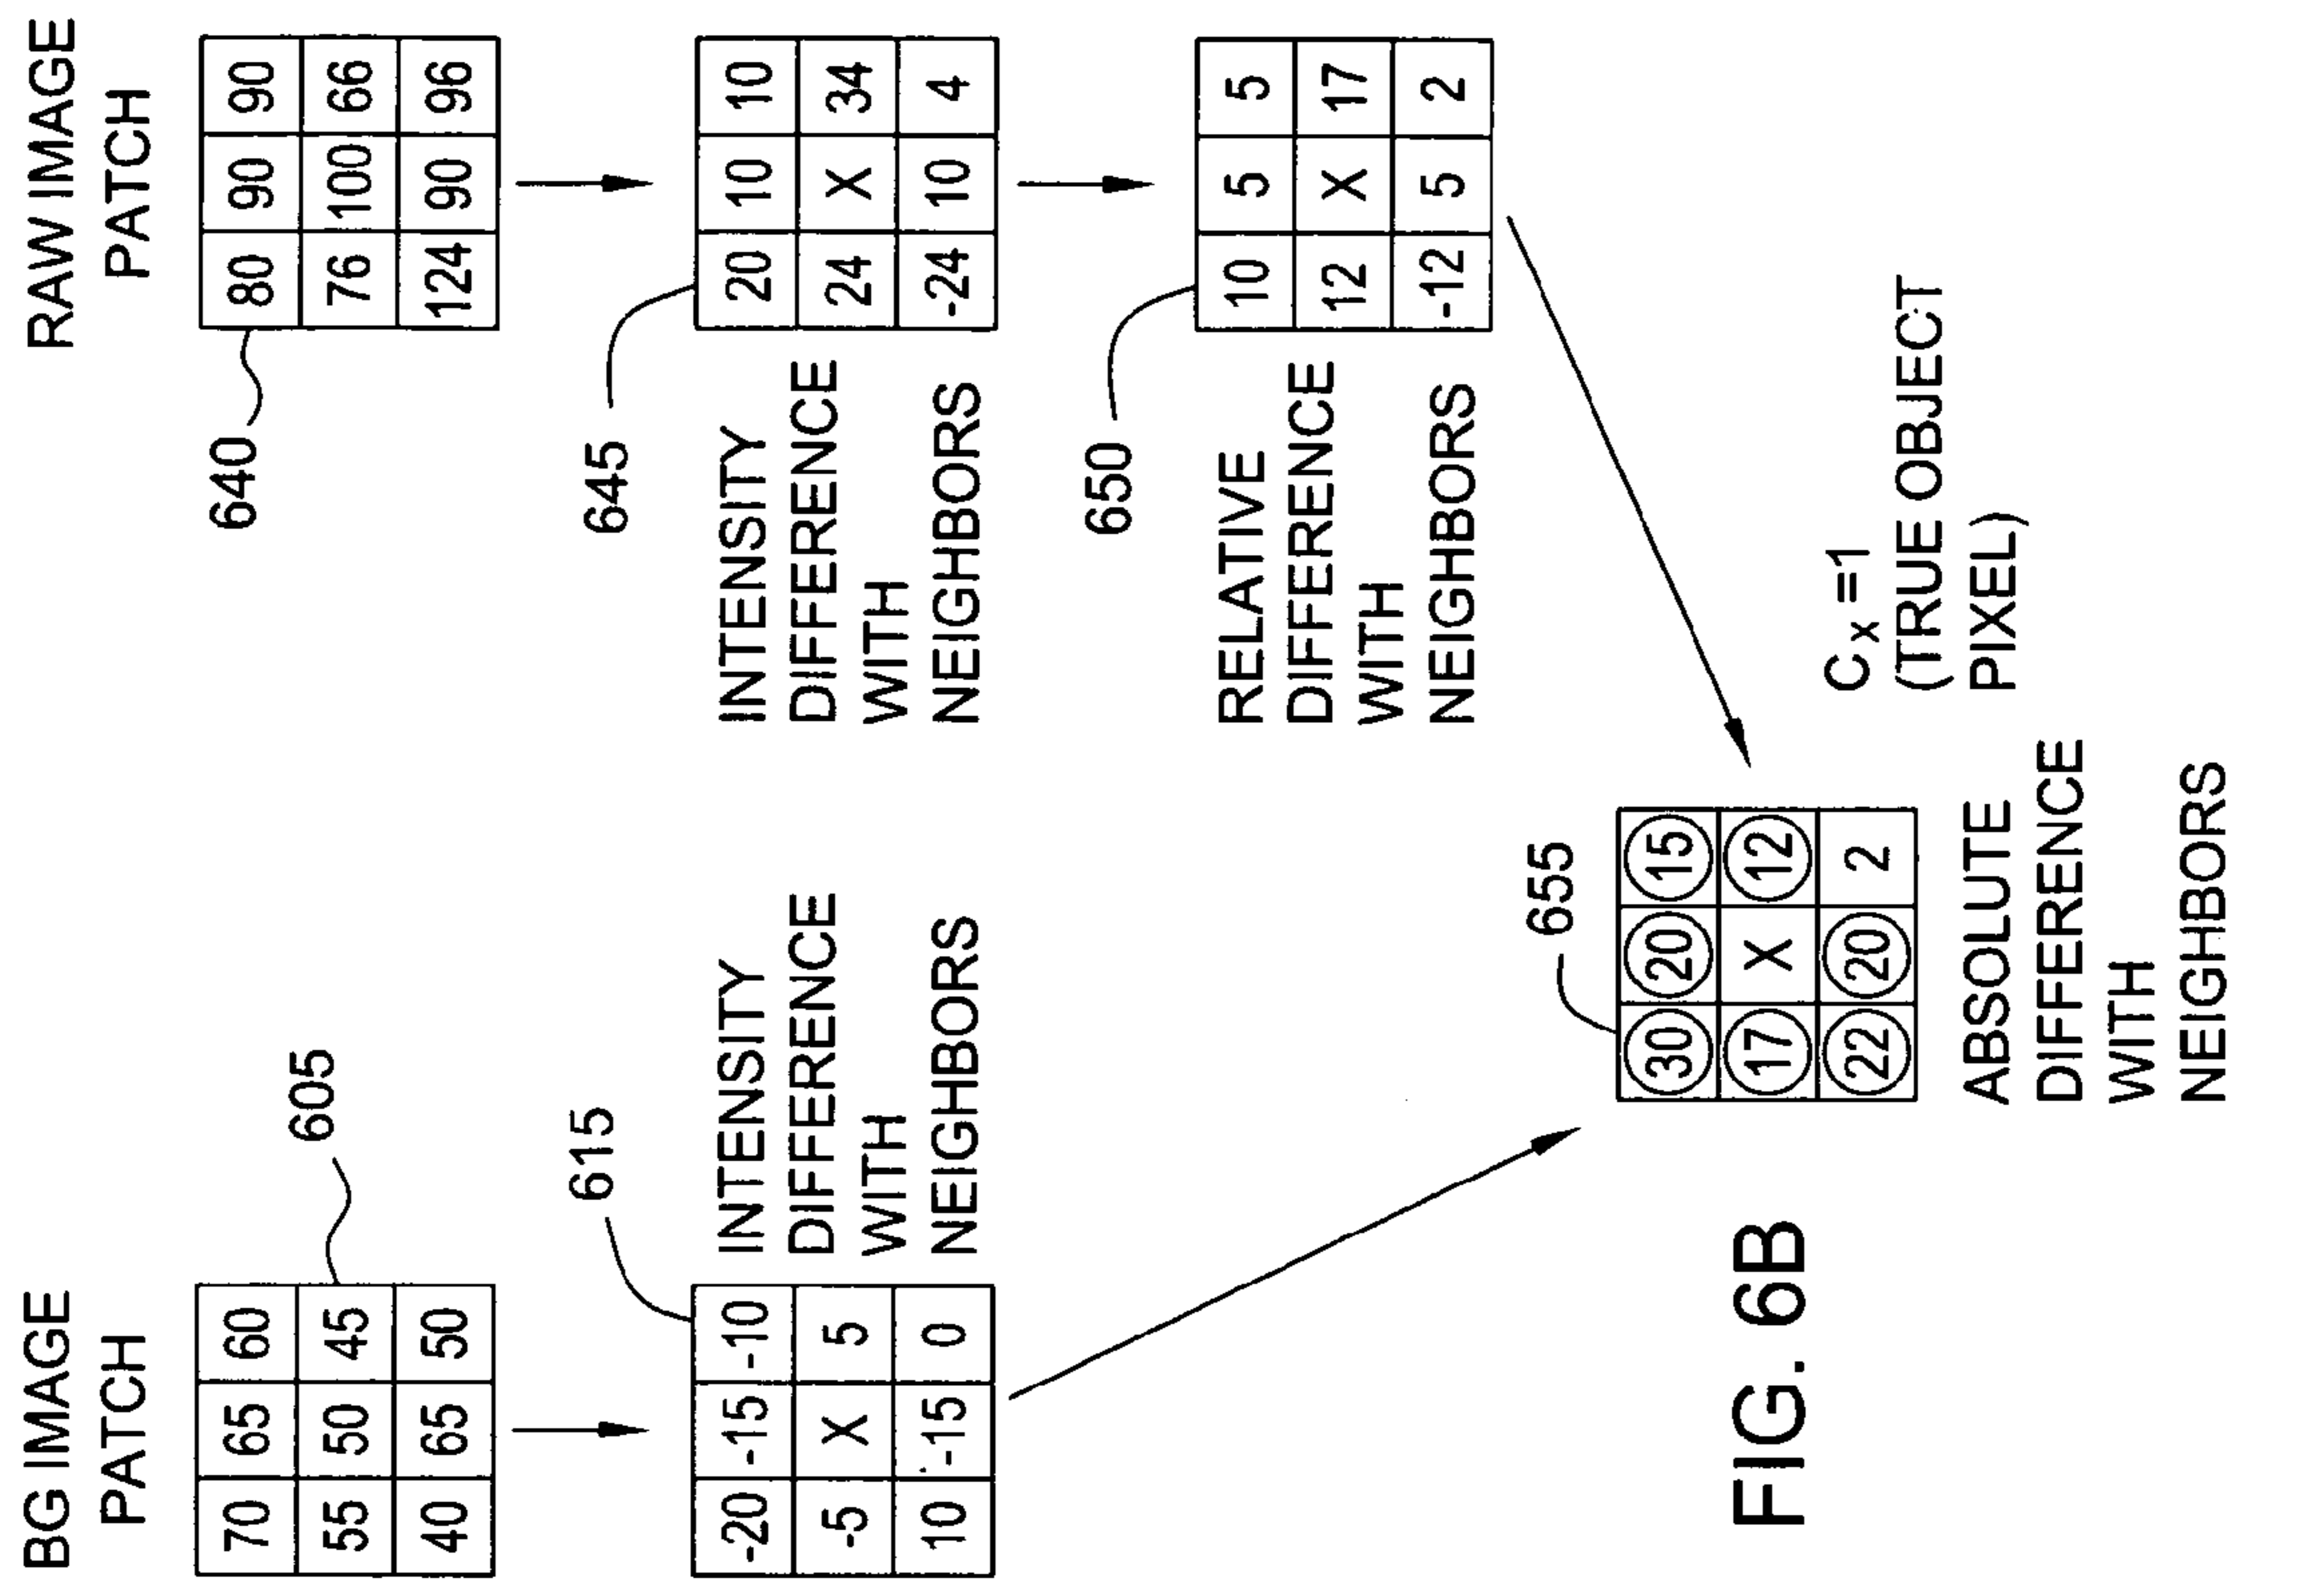 BG IMAGE
PATCH
70 65 60
55 50 45
40 65 50
605
-20 -15 -10
-5 X 5
10 -15 0
615
INTENSITY
DIFFERENCE
WITH
NEIGHBORS
RAW IMAGE
PATCH
80 90 90
76 100 66
124 90 96
640
20 10 10
24 X 34
-24 10 4
645
INTENSITY
DIFFERENCE
WITH
NEIGHBORS
10 5 5
12 X 17
-12 5 2
650
RELATIVE
DIFFERENCE
WITH
NEIGHBORS
655
30 20 15
17 X 12
22 20 2
ABSOLUTE
DIFFERENCE
WITH
NEIGHBORS
Cx=1
(TRUE OBJECT
PIXEL)
FIG. 6B